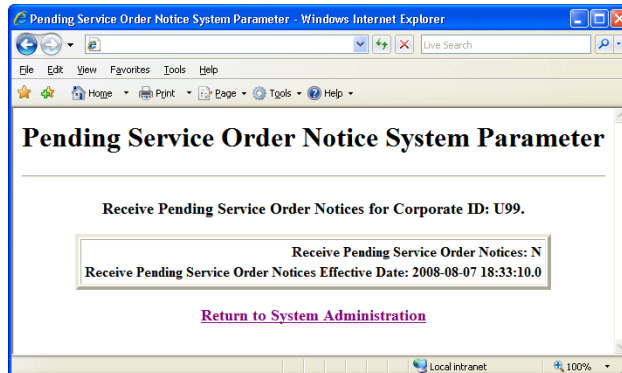 Pending Service Order Notice System Parameter - Windows Internet Explorer
Live Search
File Edit View Favorites Tools Help
Home Print Page Tools Help
Pending Service Order Notice System Parameter
Receive Pending Service Order Notices for Corporate ID: U99.
Receive Pending Service Order Notices: N
Receive Pending Service Order Notices Effective Date: 2008-08-07 18:33:10.0
Return to System Administration
Local intranet 100%